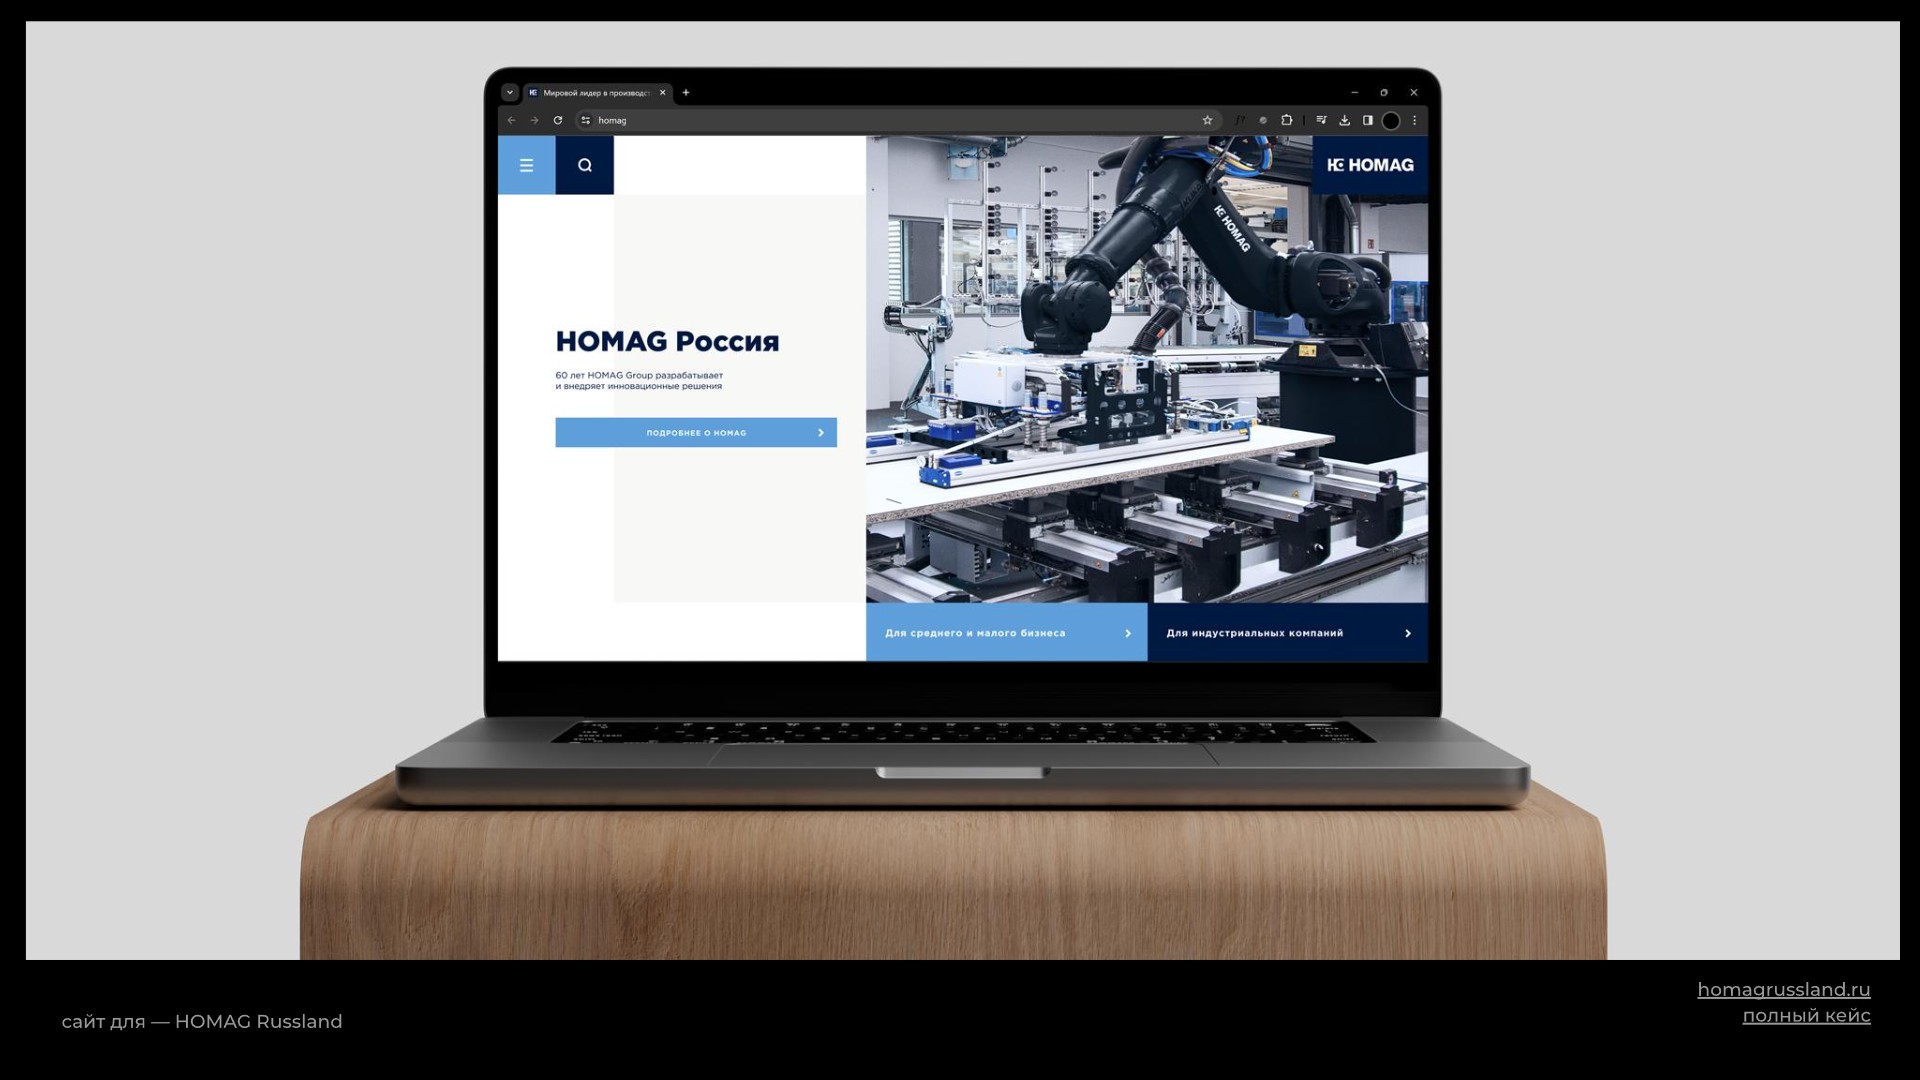 Мировой лидер в производст
homag
HOMAG
HOMAG
HOMAG Россия
60 лет HOMAG Group разрабатывает
и внедряет инновационные решения
ПОДРОБНЕЕ О HOMAG
Для среднего и малого бизнеса
Для индустриальных компаний
сайт для — HOMAG Russland
homagrussland.ru
полный кейс